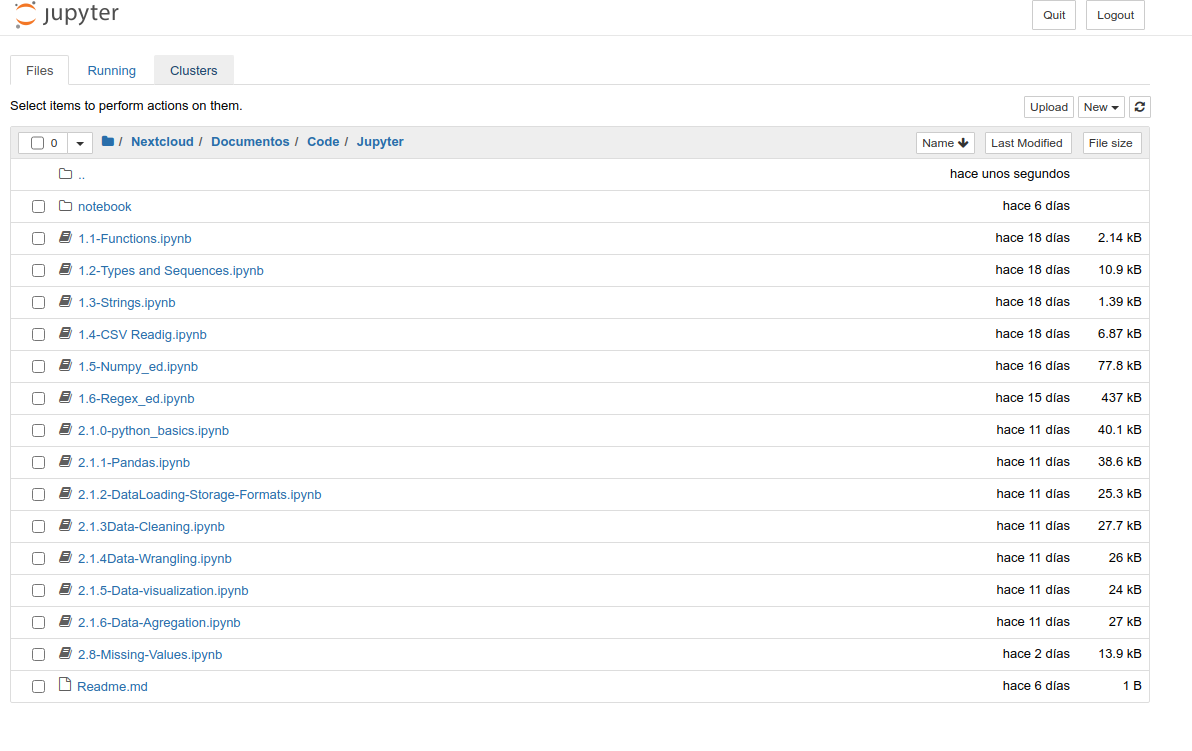 jupyter Quit Logout
Files Running Clusters
Select items to perform actions on them. Upload New
0 / Nextcloud / Documentos / Code / Jupyter Name Last Modified File size
.. hace unos segundos
notebook hace 6 días
1.1-Functions.ipynb hace 18 días 2.14 kB
1.2-Types and Sequences.ipynb hace 18 días 10.9 kB
1.3-Strings.ipynb hace 18 días 1.39 kB
1.4-CSV Readig.ipynb hace 18 días 6.87 kB
1.5-Numpy_ed.ipynb hace 16 días 77.8 kB
1.6-Regex_ed.ipynb hace 15 días 437 kB
2.1.0-python_basics.ipynb hace 11 días 40.1 kB
2.1.1-Pandas.ipynb hace 11 días 38.6 kB
2.1.2-DataLoading-Storage-Formats.ipynb hace 11 días 25.3 kB
2.1.3Data-Cleaning.ipynb hace 11 días 27.7 kB
2.1.4Data-Wrangling.ipynb hace 11 días 26 kB
2.1.5-Data-visualization.ipynb hace 11 días 24 kB
2.1.6-Data-Agregation.ipynb hace 11 días 27 kB
2.8-Missing-Values.ipynb hace 2 días 13.9 kB
Readme.md hace 6 días 1 B